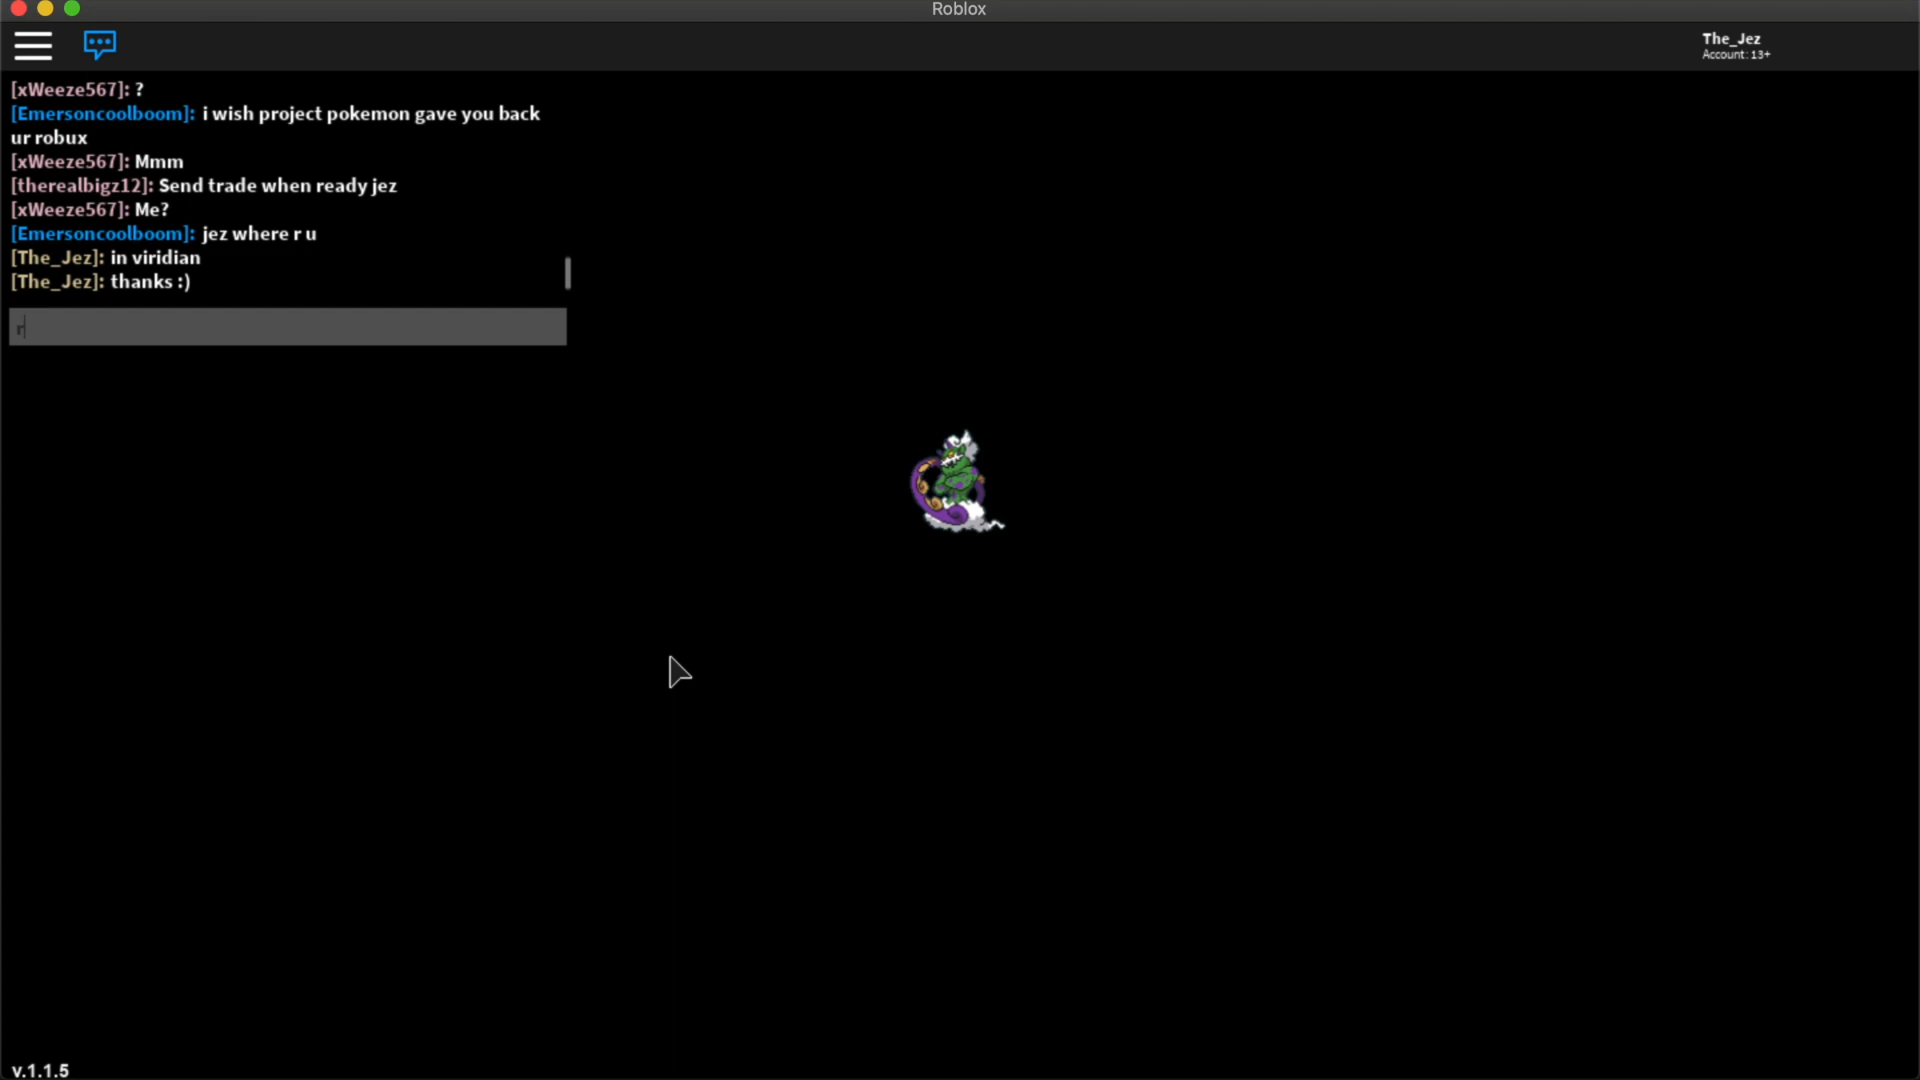 Roblox
The_Jez
Account: 13+
[xWeeze567]: ?
[Emersoncoolboom]: i wish project pokemon gave you back
ur robux
[xWeeze567]: Mmm
[therealbigz12]: Send trade when ready jez
[xWeeze567]: Me?
[Emersoncoolboom]: jez where r u
[The_Jez]: in viridian
[The_Jez]: thanks :)
r
v.1.1.5